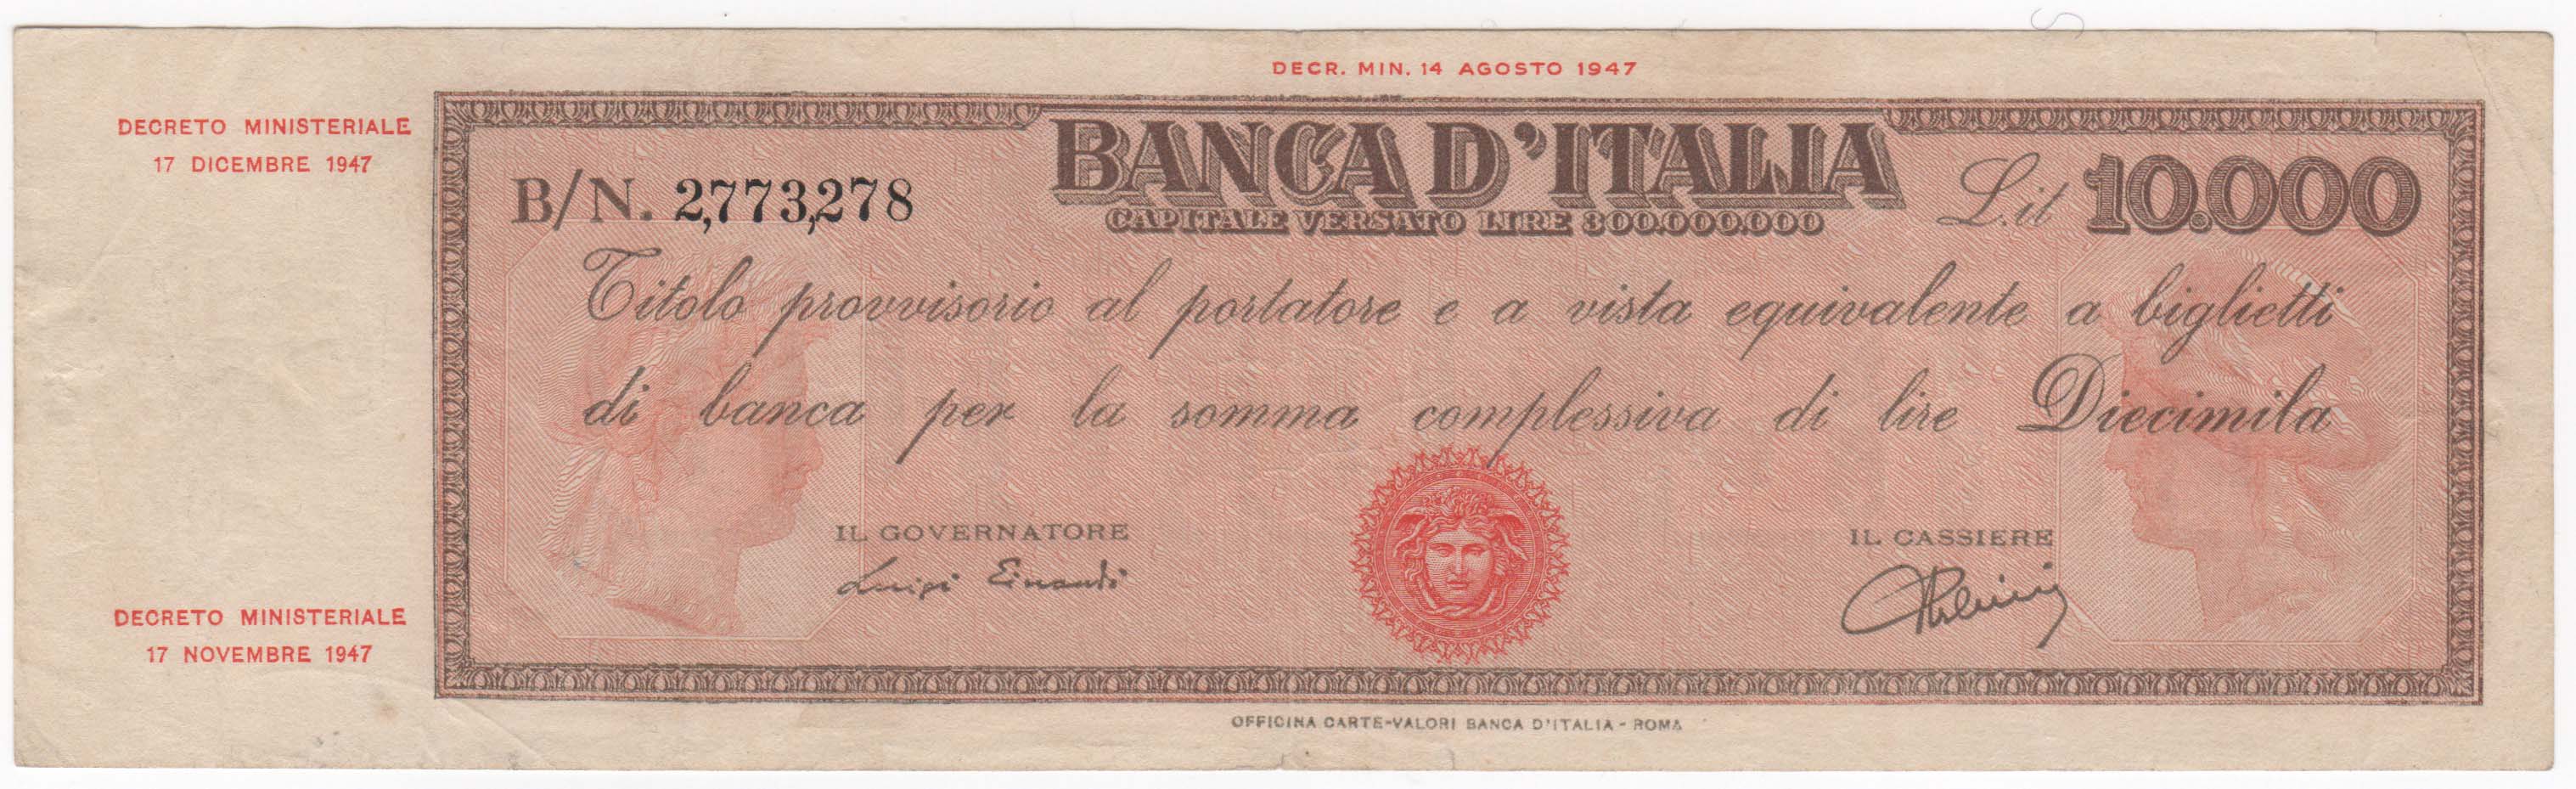 DECR. MIN. 14 AGOSTO 1947
DECRETO MINISTERIALE
17 DICEMBRE 1947
BANCA D'ITALIA
CAPITALE VERSATO LIRE 300.000.000
B/N. 2,773,278
L.it 10.000
Titolo provvisorio al portatore e a vista equivalente a biglietti
di banca per la somma complessiva di lire Diecimila
IL GOVERNATORE
Luigi Einaudi
IL CASSIERE
DECRETO MINISTERIALE
17 NOVEMBRE 1947
OFFICINA CARTE-VALORI BANCA D'ITALIA - ROMA